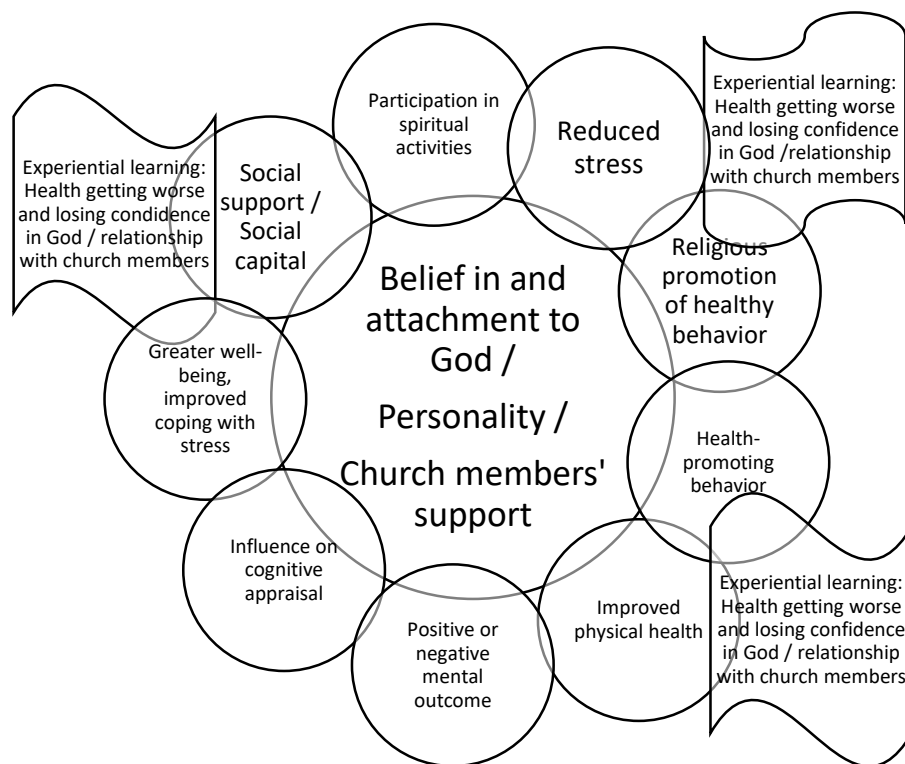 Participation in
spiritual
activities
Reduced
stress
Experiential learning:
Health getting worse
and losing confidence
in God /relationship
with church members
Religious
promotion
of healthy
behavior
Health-
promoting
behavior
Experiential learning:
Health getting worse
and losing confidence
in God / relationship
with church members
Improved
physical health
Positive or
negative
mental
outcome
Influence on
cognitive
appraisal
Greater well-
being,
improved
coping with
stress
Social
support /
Social
capital
Experiential learning:
Health getting worse
and losing condidence
in God / relationship
with church members
Belief in and
attachment to
God /
Personality /
Church members'
support